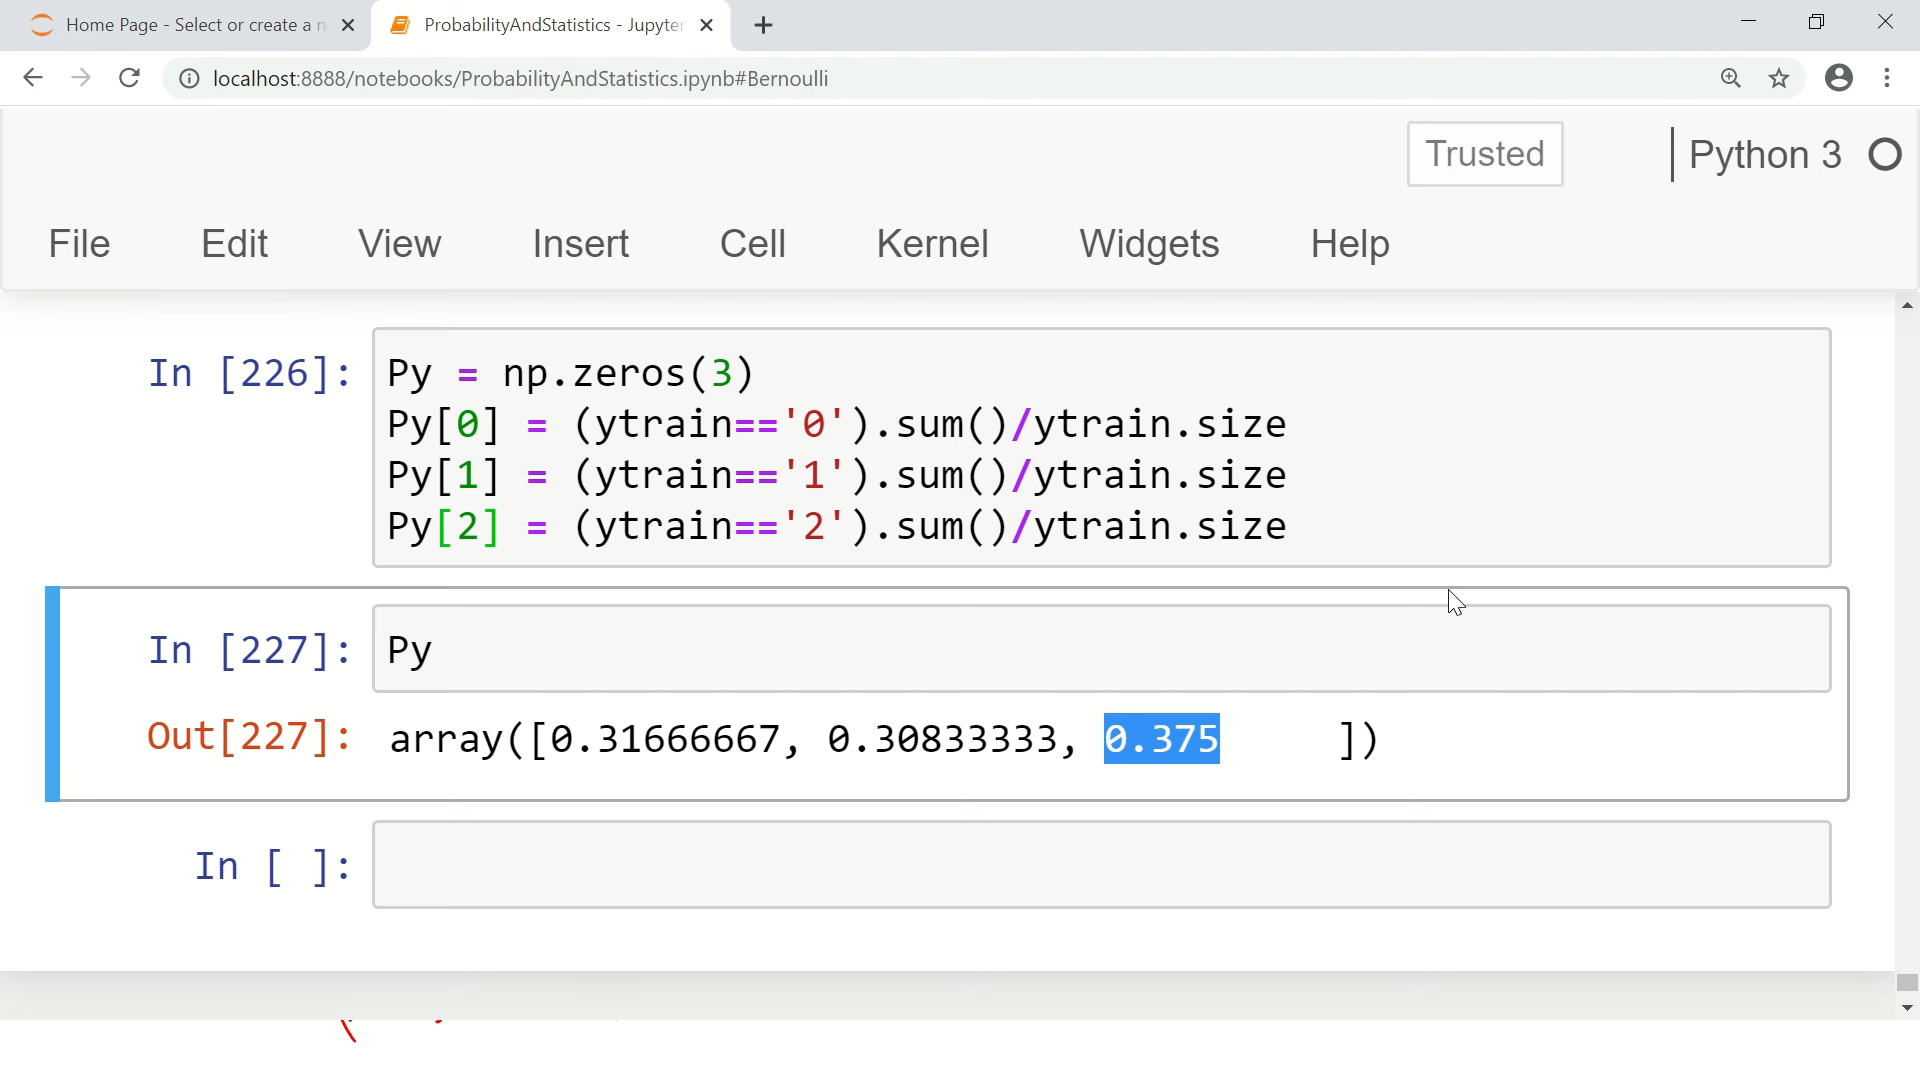 Home Page - Select or create a n
ProbabilityAndStatistics - Jupyter
localhost:8888/notebooks/ProbabilityAndStatistics.ipynb#Bernoulli
Trusted
Python 3
File Edit View Insert Cell Kernel Widgets Help
In [226]: Py = np.zeros(3)
Py[0] = (ytrain=='0').sum()/ytrain.size
Py[1] = (ytrain=='1').sum()/ytrain.size
Py[2] = (ytrain=='2').sum()/ytrain.size
In [227]: Py
Out[227]: array([0.31666667, 0.30833333, 0.375     ])
In [ ]: